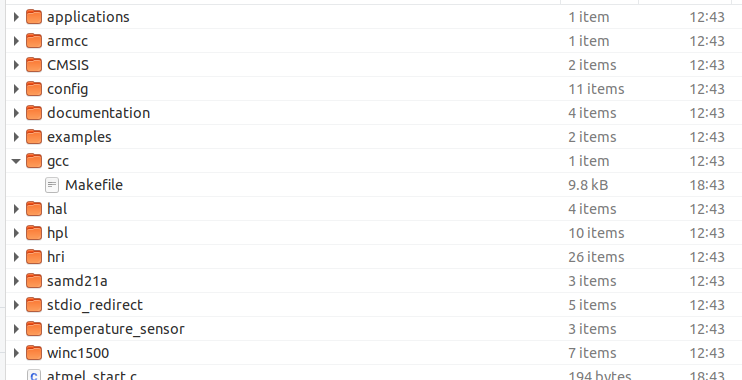 applications 1 item 12:43
armcc 1 item 12:43
CMSIS 2 items 12:43
config 11 items 12:43
documentation 4 items 12:43
examples 2 items 12:43
gcc 1 item 12:43
Makefile 9.8 kB 18:43
hal 4 items 12:43
hpl 10 items 12:43
hri 26 items 12:43
samd21a 3 items 12:43
stdio_redirect 5 items 12:43
temperature_sensor 3 items 12:43
winc1500 7 items 12:43
atmel_start.c 194 bytes 18:43